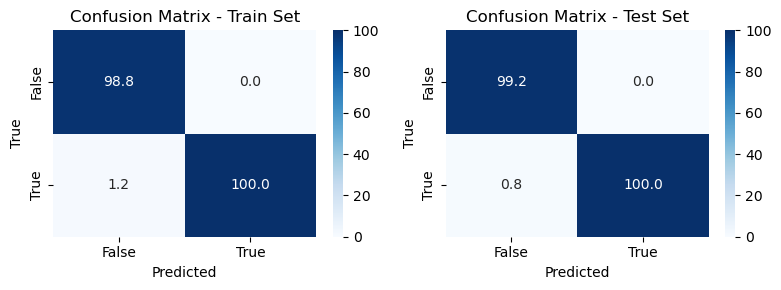 Confusion Matrix - Train Set
True
False
True
98.8
0.0
1.2
100.0
False
True
Predicted
100
80
60
40
20
0
Confusion Matrix - Test Set
True
False
True
99.2
0.0
0.8
100.0
False
True
Predicted
100
80
60
40
20
0